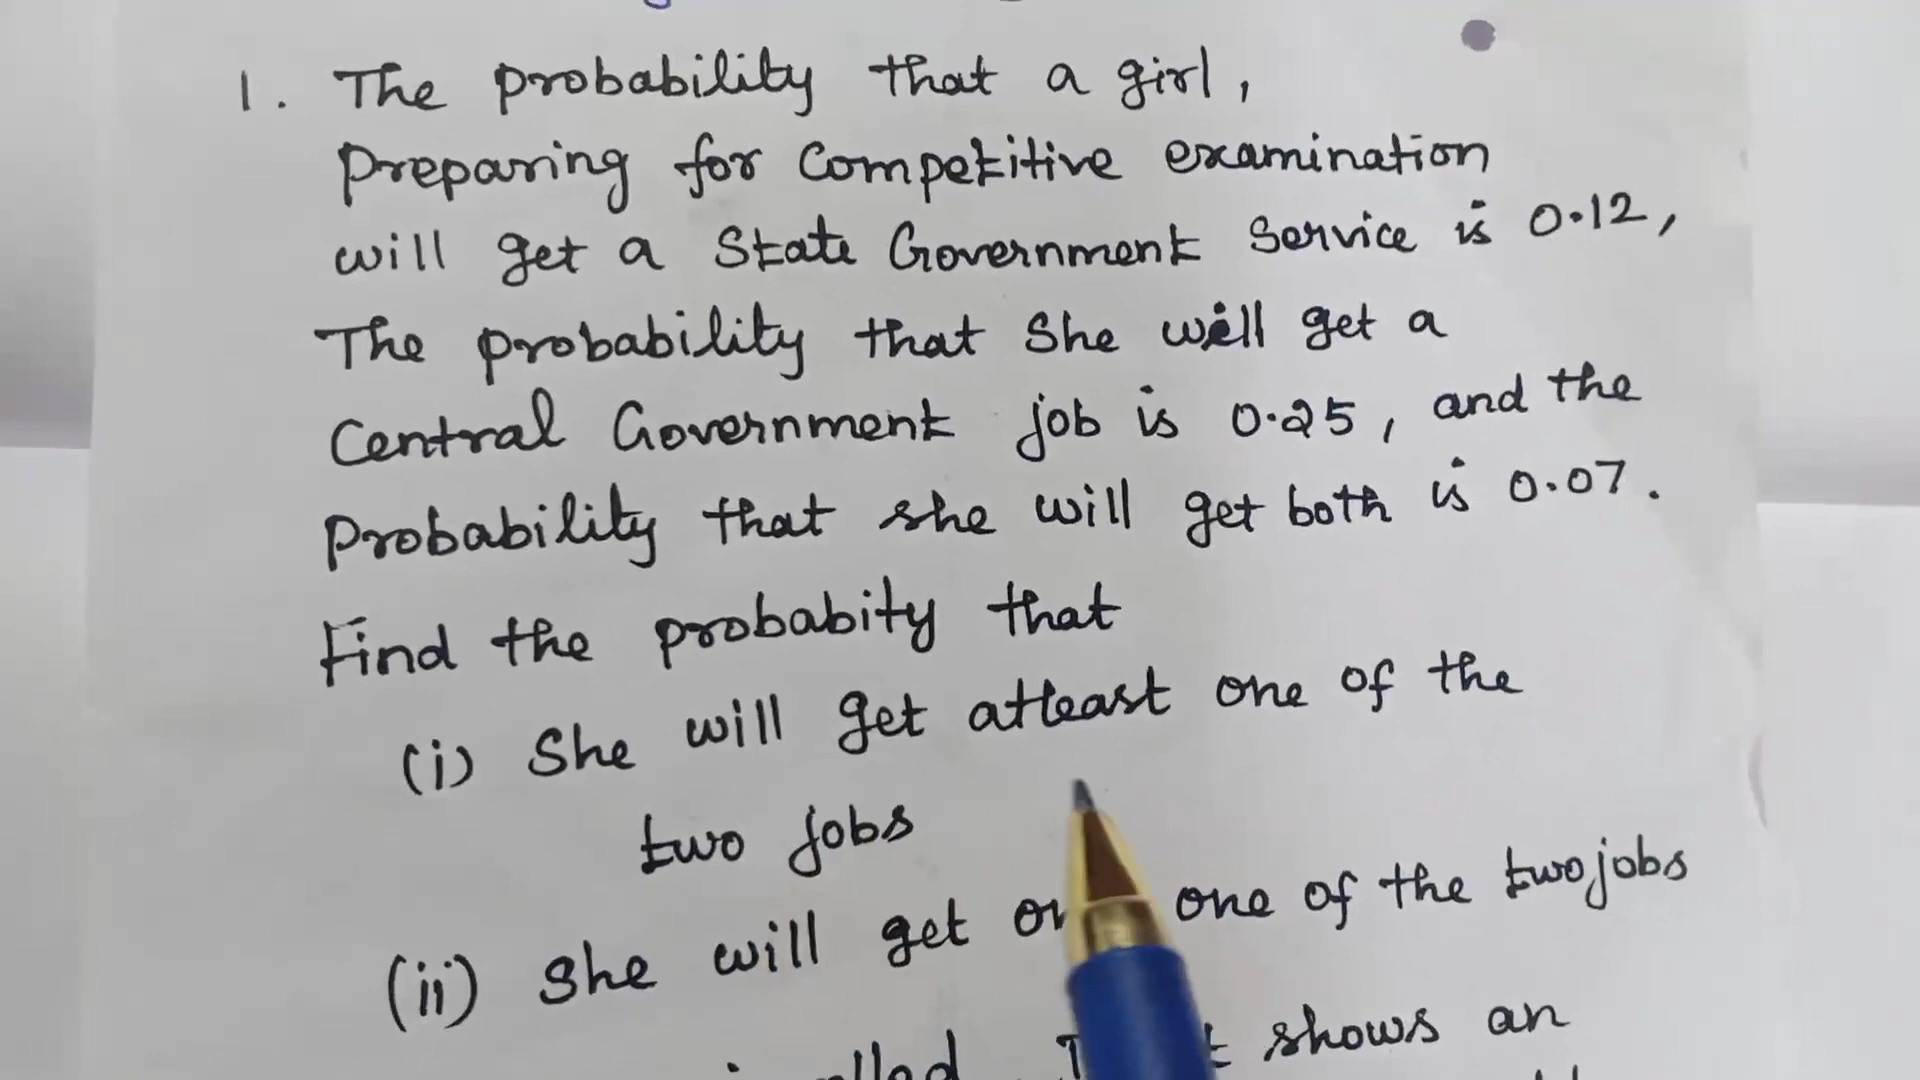 1. The probability that a girl,
preparing for Competitive examination
will get a State Government Service is 0.12,
The probability that She will get a
Central Government job is 0.25, and the
Probability that she will get both is 0.07.
Find the probabity that
(i) She will get atleast one of the
two jobs
(ii) She will get one of the two jobs
shows an